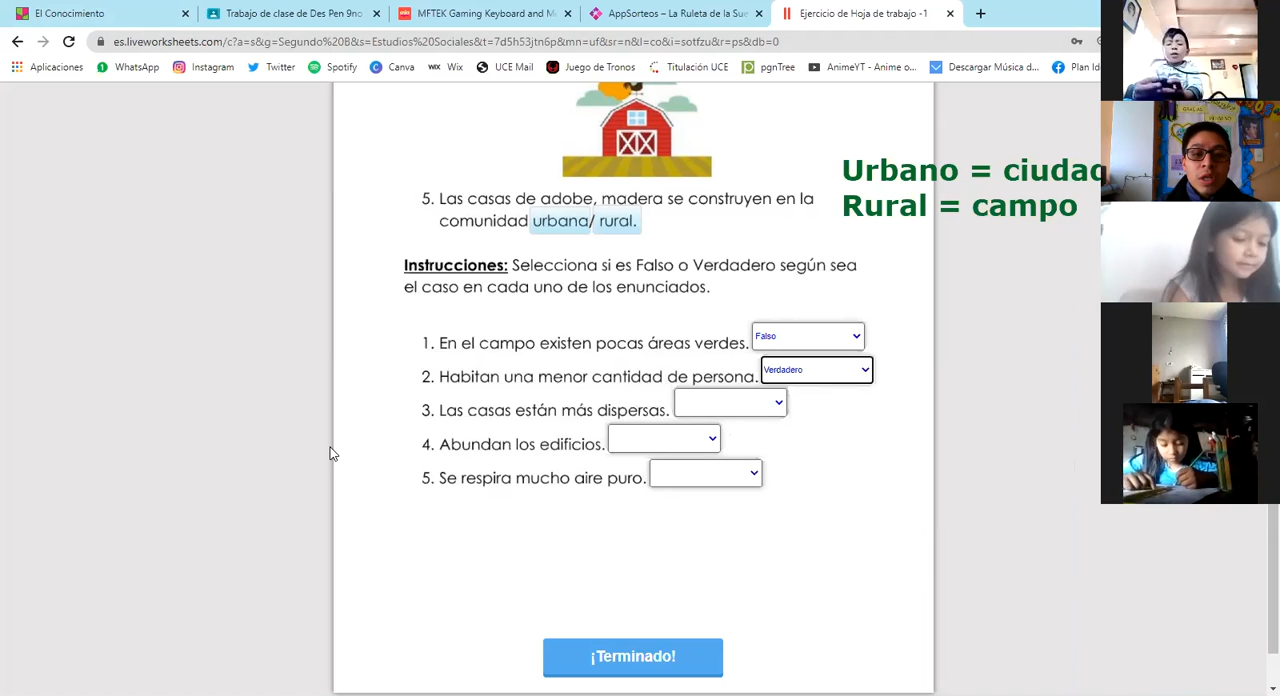 El Conocimiento
Trabajo de clase de Des Pen 9no
MFTEK Gaming Keyboard and M
AppSorteos – La Ruleta de la Sue
Ejercicio de Hoja de trabajo -1
es.liveworksheets.com/c?a=s&g=Segundo%20B&s=Estudios%20Sociales&t=7d5h53jtn6p&mn=uf&sr=n&l=co&i=sotfzu&r=ps&db=0
Aplicaciones
WhatsApp
Instagram
Twitter
Spotify
Canva
Wix
UCE Mill
Juego de Tronos
Titulación UCE
pgnTree
AnimeYT - Anime o...
Descargar Música d...
Plan Id
Urbano = ciudad
Rural = campo
5. Las casas de adobe, madera se construyen en la
comunidad urbana/ rural.
Instrucciones: Selecciona si es Falso o Verdadero según sea
el caso en cada uno de los enunciados.
1. En el campo existen pocas áreas verdes. Falso
2. Habitan una menor cantidad de persona. Verdadero
3. Las casas están más dispersas.
4. Abundan los edificios.
5. Se respira mucho aire puro.
¡Terminado!